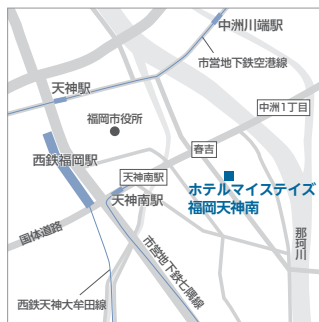 中洲川端駅
市営地下鉄空港線
天神駅
中洲1丁目
福岡市役所
春吉
西鉄福岡駅
天神南駅
天神南駅
ホテルマイステイズ
福岡天神南
国体道路
市営地下鉄七隈線
那珂川
西鉄天神大牟田線